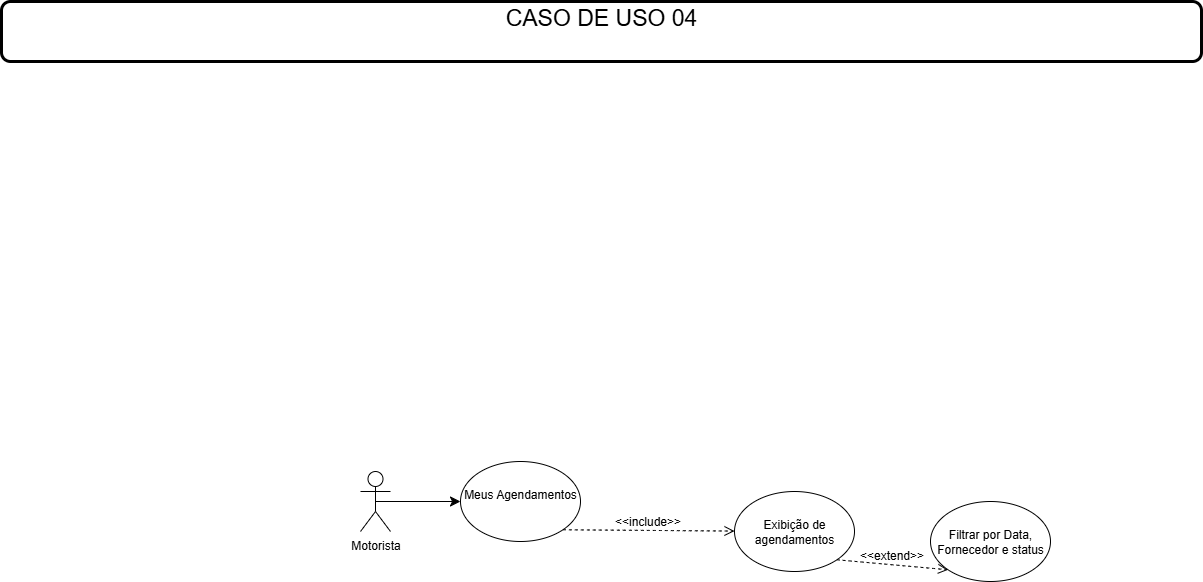 CASO DE USO 04
Meus Agendamentos
<<include>>
Exibição de
agendamentos
<<extend>>
Filtrar por Data,
Fornecedor e status
Motorista